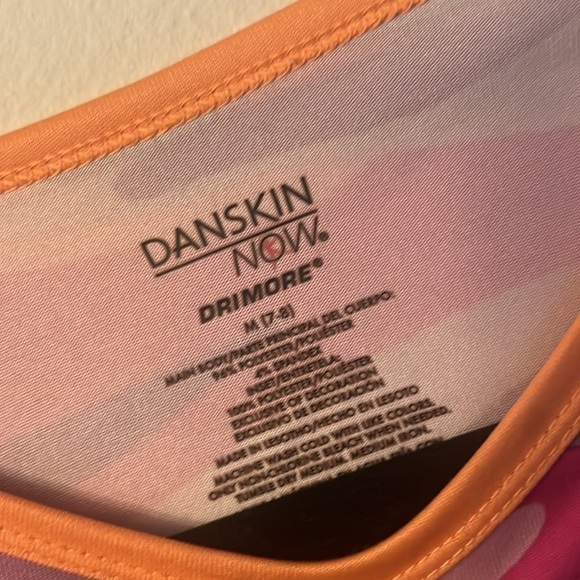 DANSKIN
NOW®
DRIMORE®
M (7-8)
MAIN BODY/PARTE PRINCIPAL DEL CUERPO:
96% POLYESTER/POLIÉSTER
4% SPANDEX
INSET/ENTRETELA:
100% POLYESTER/POLIÉSTER
EXCLUSIVE OF DECORATION
EXCLUSIVO DE DECORACIÓN
MADE IN LESOTHO/HECHO EN LESOTO
MACHINE WASH COLD WITH LIKE COLORS.
ONLY NON-CHLORINE BLEACH WHEN NEEDED.
TUMBLE DRY MEDIUM. MEDIUM IRON.